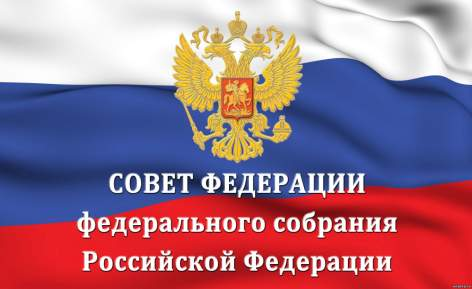 СОВЕТ ФЕДЕРАЦИИ
федерального собрания
Российской Федерации